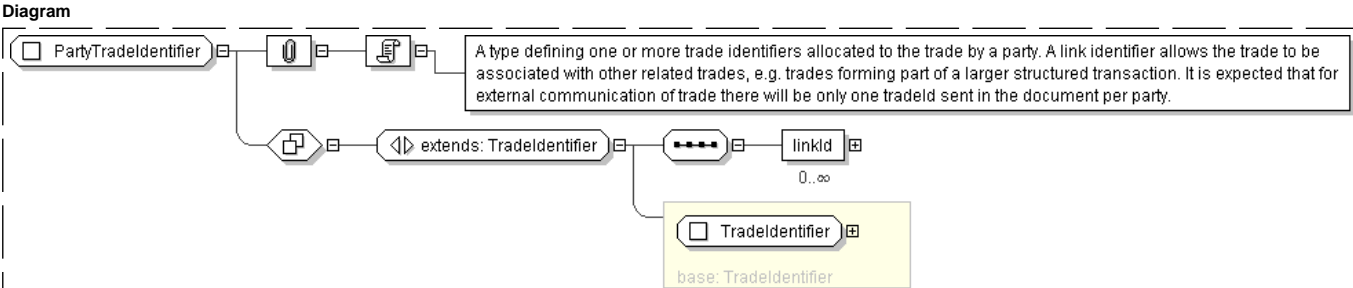 Diagram
PartyTradeIdentifier
A type defining one or more trade identifiers allocated to the trade by a party. A link identifier allows the trade to be
associated with other related trades, e.g. trades forming part of a larger structured transaction. It is expected that for
external communication of trade there will be only one tradeId sent in the document per party.
extends: TradeIdentifier
linkId
0..∞
TradeIdentifier
base: TradeIdentifier